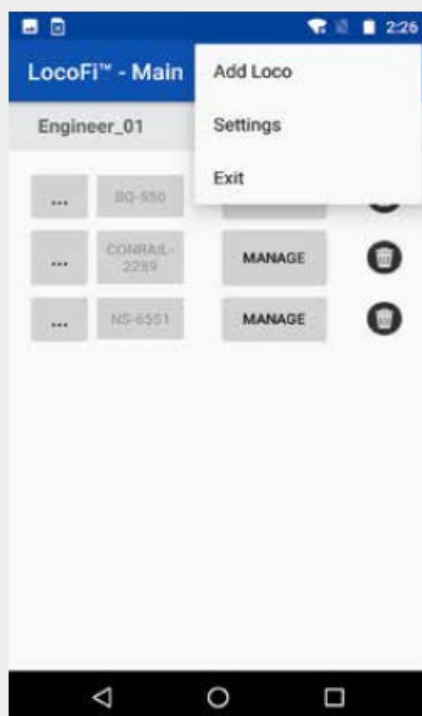 2:26
LocoFi™ - Main
Add Loco
Engineer_01
Settings
Exit
...
BQ-550
...
CONRAIL-
2289
MANAGE
...
NS-6551
MANAGE